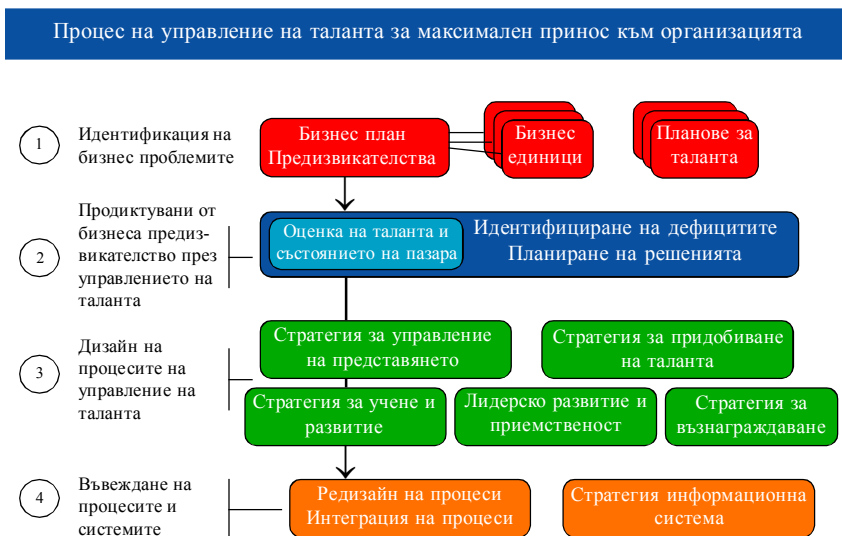 Процес на управление на таланта за максимален принос към организацията
1
Идентификация на
бизнес проблемите
Бизнес план
Предизвикателства
Бизнес
единици
Планове за
таланта
2
Продиктувани от
бизнеса предиз-
викателство през
управлението на
таланта
Оценка на таланта и
състоянието на пазара
Идентифициране на дефицитите
Планиране на решенията
3
Дизайн на
процесите на
управление на
таланта
Стратегия за управление
на представянето
Стратегия за придобиване
на таланта
Стратегия за учене и
развитие
Лидерско развитие и
приемственост
Стратегия за
възнаграждаване
4
Въвеждане на
процесите и
системите
Редизайн на процеси
Интеграция на процеси
Стратегия информационна
система